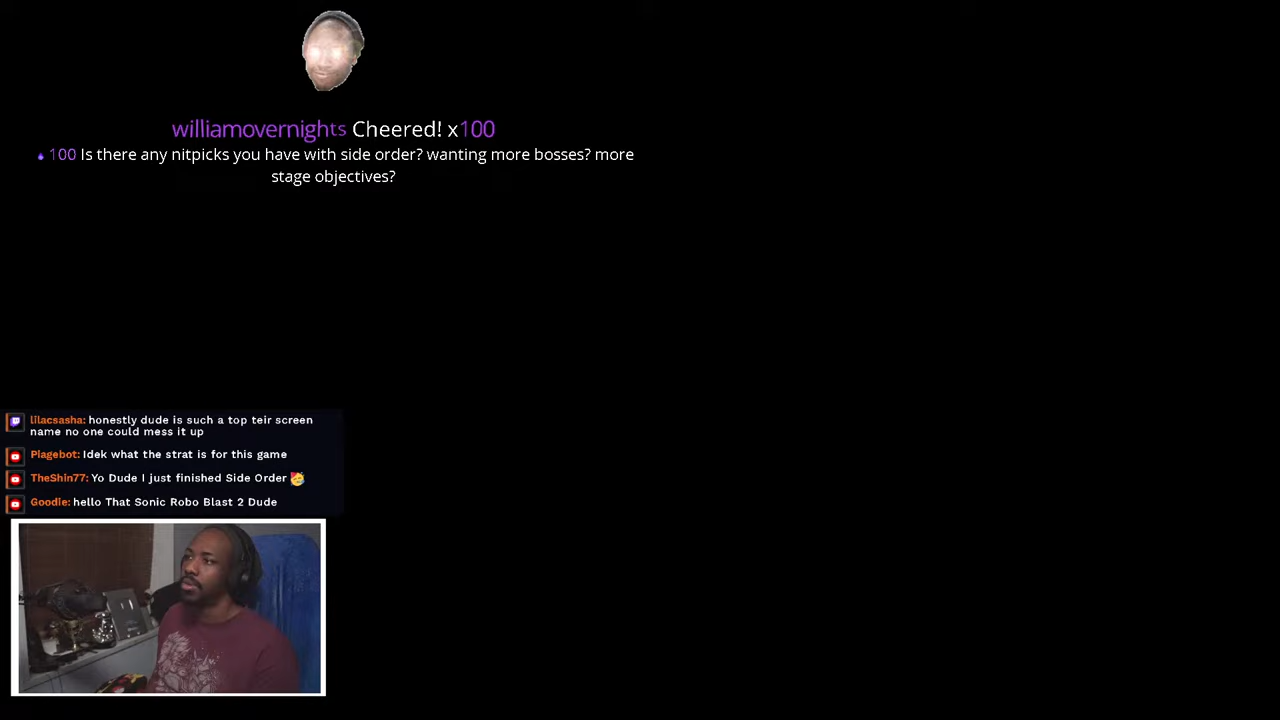 williamovernights Cheered! x100
100 Is there any nitpicks you have with side order? wanting more bosses? more
stage objectives?
lilacsasha: honestly dude is such a top teir screen
name no one could mess it up
Plagebot: Idek what the strat is for this game
TheShin77: Yo Dude I just finished Side Order
Goodie: hello That Sonic Robo Blast 2 Dude